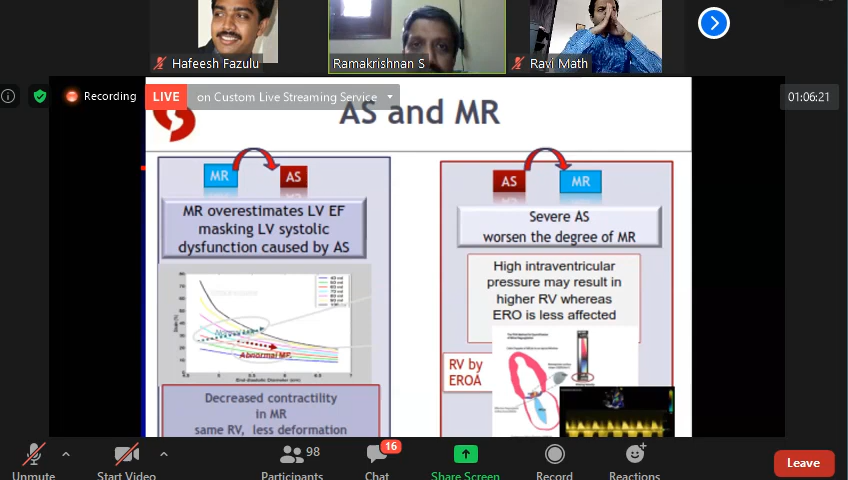 Hafeesh Fazulu
Ramakrishnan S
Ravi Math
Recording
LIVE
on Custom Live Streaming Service
01:06:21
AS and MR
MR
AS
MR overestimates LV EF
masking LV systolic
dysfunction caused by AS
Abnormal MF
End diastolic Diameter (cm)
Decreased contractility
in MR
same RV, less deformation
AS
MR
Severe AS
worsen the degree of MR
High intraventricular
pressure may result in
higher RV whereas
ERO is less affected
RV by
EROA
Unmute
Start Video
98
Participants
16
Chat
Share Screen
Record
Reactions
Leave